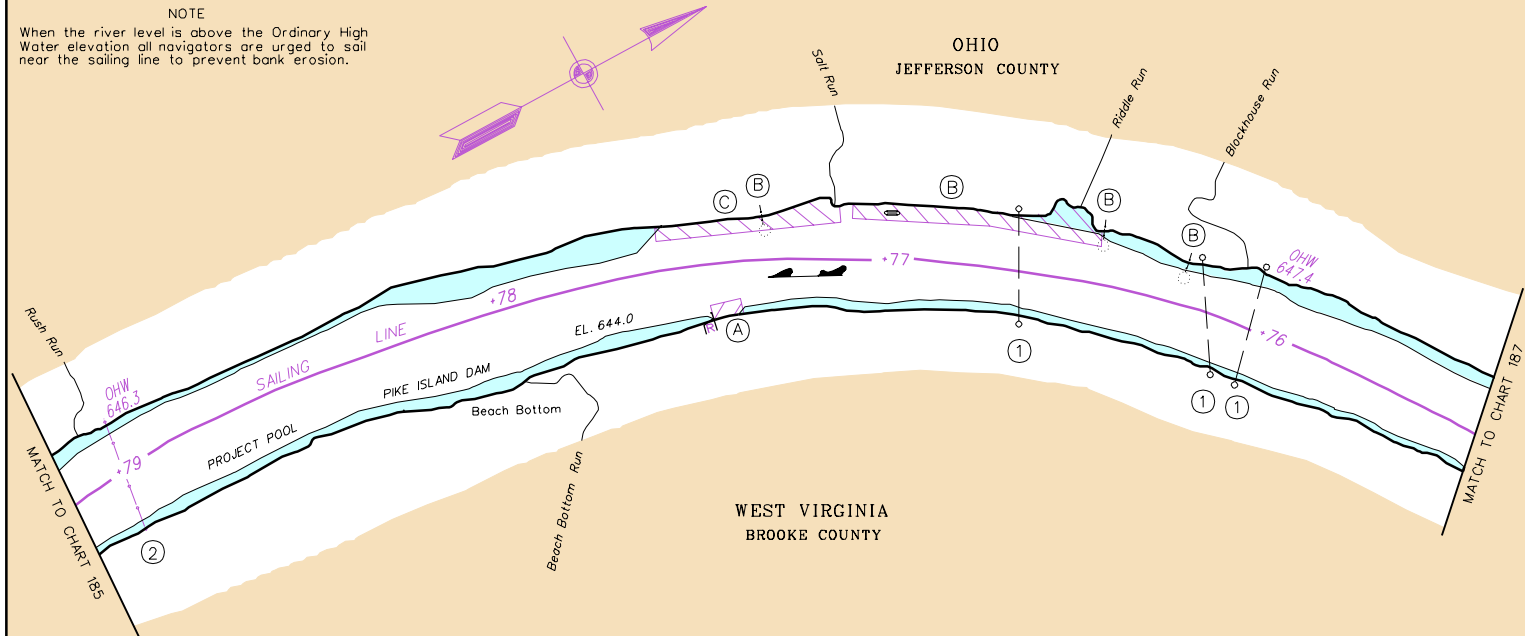 NOTE
When the river level is above the Ordinary High
Water elevation all navigators are urged to sail
near the sailing line to prevent bank erosion.
OHIO
JEFFERSON COUNTY
Salt Run
Riddle Run
Blockhouse Run
B
C
B
B
B
OHW
647.4
+77
+78
+76
Rush Run
SAILING LINE
EL. 644.0
R
A
1
1
1
OHW
646.3
PIKE ISLAND DAM
Beach Bottom
PROJECT POOL
+79
2
Beach Bottom Run
WEST VIRGINIA
BROOKE COUNTY
MATCH TO CHART 185
MATCH TO CHART 187